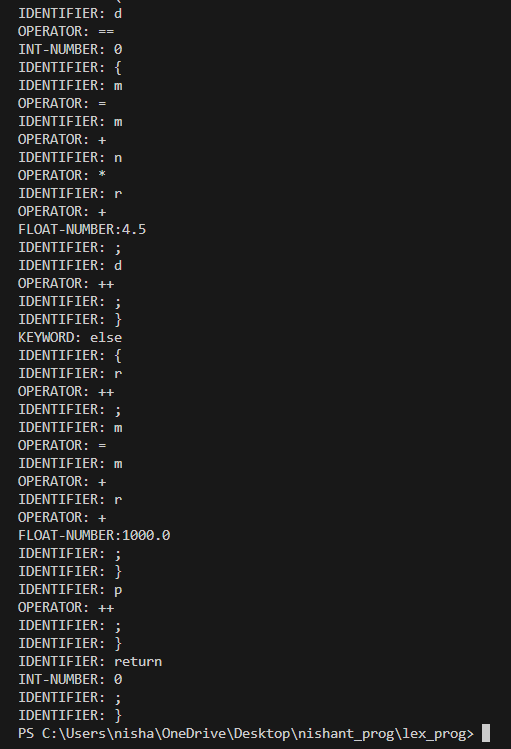 IDENTIFIER: d
OPERATOR: ==
INT-NUMBER: 0
IDENTIFIER: {
IDENTIFIER: m
OPERATOR: =
IDENTIFIER: m
OPERATOR: +
IDENTIFIER: n
OPERATOR: *
IDENTIFIER: r
OPERATOR: +
FLOAT-NUMBER:4.5
IDENTIFIER: ;
IDENTIFIER: d
OPERATOR: ++
IDENTIFIER: ;
IDENTIFIER: }
KEYWORD: else
IDENTIFIER: {
IDENTIFIER: r
OPERATOR: ++
IDENTIFIER: ;
IDENTIFIER: m
OPERATOR: =
IDENTIFIER: m
OPERATOR: +
IDENTIFIER: r
OPERATOR: +
FLOAT-NUMBER:1000.0
IDENTIFIER: ;
IDENTIFIER: }
IDENTIFIER: p
OPERATOR: ++
IDENTIFIER: ;
IDENTIFIER: }
IDENTIFIER: return
INT-NUMBER: 0
IDENTIFIER: ;
IDENTIFIER: }
PS C:\Users\nisha\OneDrive\Desktop\nishant_prog\lex_prog>